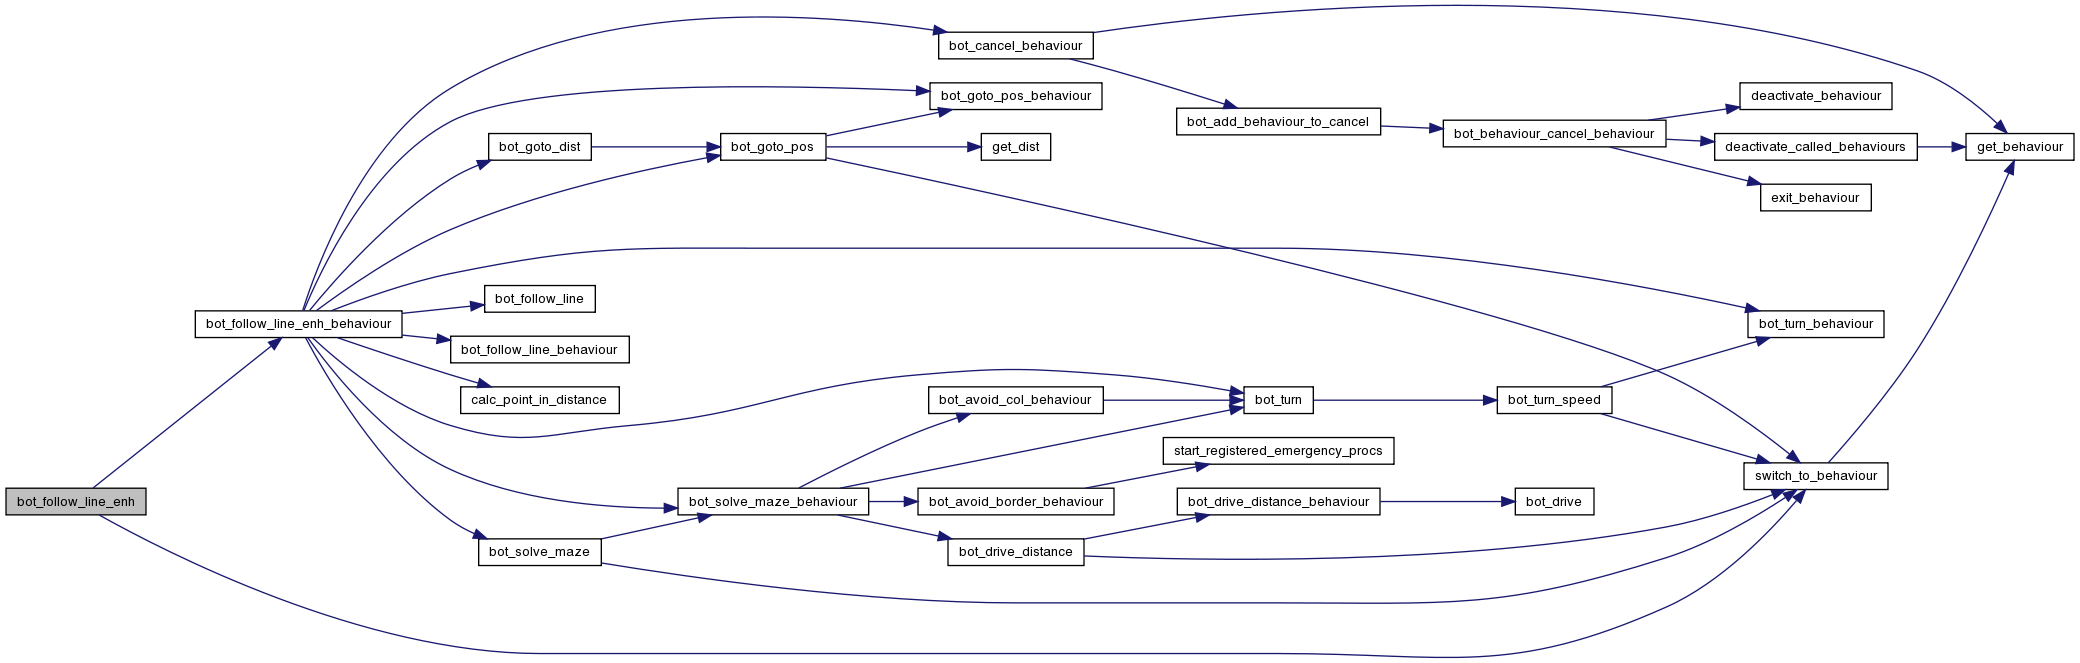 bot_cancel_behaviour
bot_goto_pos_behaviour
deactivate_behaviour
bot_add_behaviour_to_cancel
bot_behaviour_cancel_behaviour
bot_goto_dist
bot_goto_pos
get_dist
deactivate_called_behaviours
get_behaviour
exit_behaviour
bot_follow_line
bot_follow_line_enh_behaviour
bot_turn_behaviour
bot_follow_line_behaviour
calc_point_in_distance
bot_avoid_col_behaviour
bot_turn
bot_turn_speed
start_registered_emergency_procs
switch_to_behaviour
bot_follow_line_enh
bot_solve_maze_behaviour
bot_avoid_border_behaviour
bot_drive_distance_behaviour
bot_drive
bot_solve_maze
bot_drive_distance